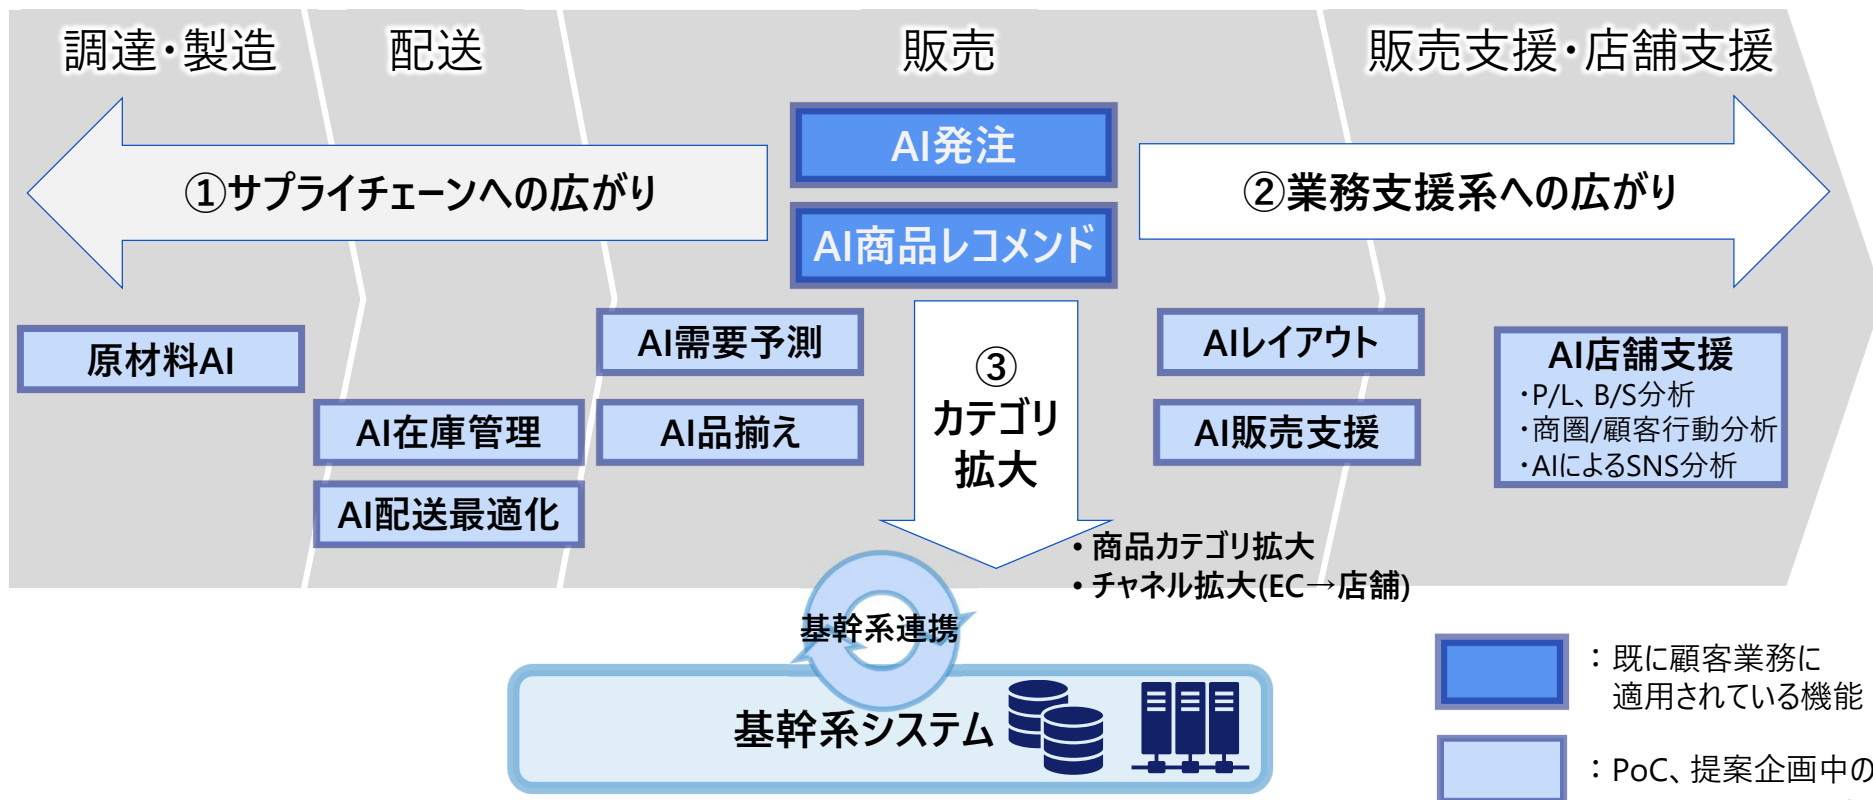 調達・製造
配送
販売
販売支援・店舗支援
AI発注
AI商品レコメンド
①サプライチェーンへの広がり
②業務支援系への広がり
原材料AI
AI需要予測
AI在庫管理
AI品揃え
AI配送最適化
③
カテゴリ
拡大
AIレイアウト
AI販売支援
AI店舗支援
・P/L、B/S分析
・商圏/顧客行動分析
・AIによるSNS分析
・商品カテゴリ拡大
・チャネル拡大(EC→店舗)
基幹系連携
基幹系システム
：既に顧客業務に
適用されている機能
：PoC、提案企画中の